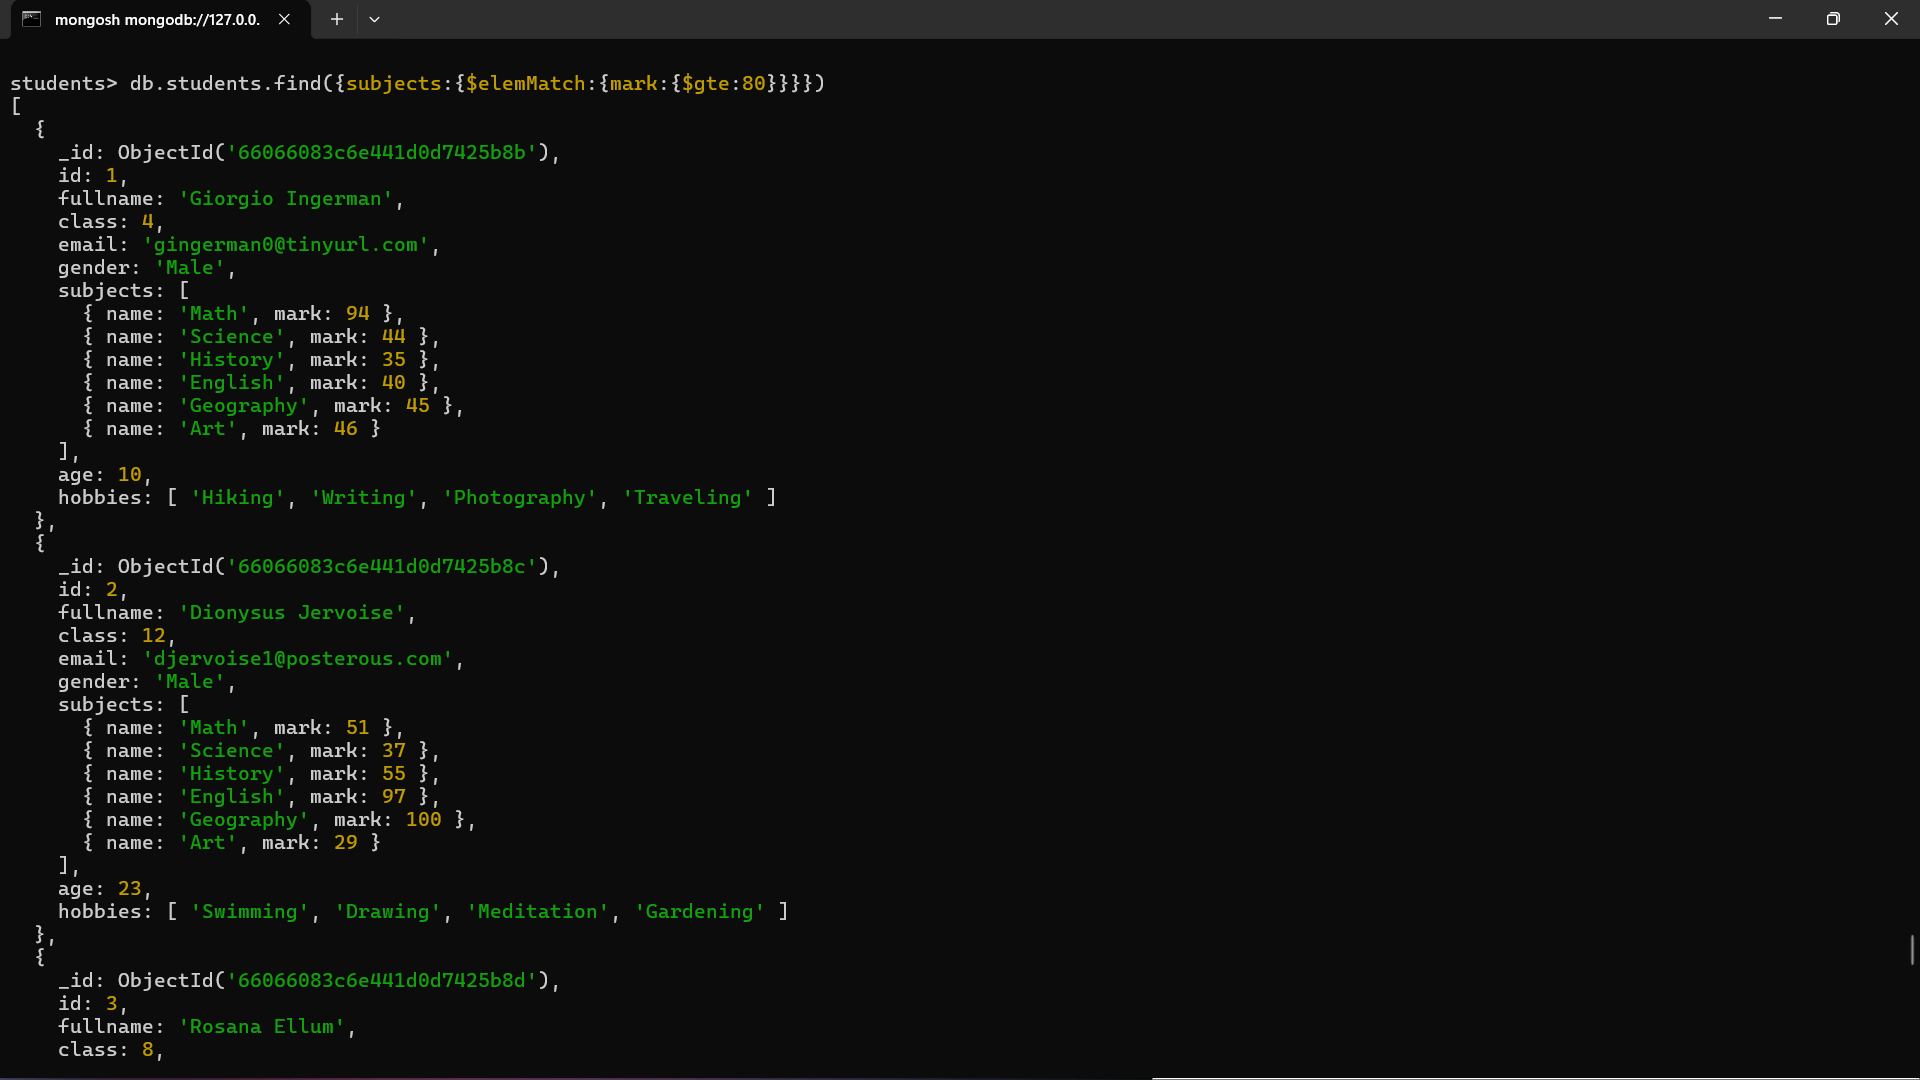 mongosh mongodb://127.0.0.
students> db.students.find({subjects:{$elemMatch:{mark:{$gte:80}}}})
[
  {
    _id: ObjectId('66066083c6e441d0d7425b8b'),
    id: 1,
    fullname: 'Giorgio Ingerman',
    class: 4,
    email: 'gingerman0@tinyurl.com',
    gender: 'Male',
    subjects: [
      { name: 'Math', mark: 94 },
      { name: 'Science', mark: 44 },
      { name: 'History', mark: 35 },
      { name: 'English', mark: 40 },
      { name: 'Geography', mark: 45 },
      { name: 'Art', mark: 46 }
    ],
    age: 10,
    hobbies: [ 'Hiking', 'Writing', 'Photography', 'Traveling' ]
  },
  {
    _id: ObjectId('66066083c6e441d0d7425b8c'),
    id: 2,
    fullname: 'Dionysus Jervoise',
    class: 12,
    email: 'djervoise1@posterous.com',
    gender: 'Male',
    subjects: [
      { name: 'Math', mark: 51 },
      { name: 'Science', mark: 37 },
      { name: 'History', mark: 55 },
      { name: 'English', mark: 97 },
      { name: 'Geography', mark: 100 },
      { name: 'Art', mark: 29 }
    ],
    age: 23,
    hobbies: [ 'Swimming', 'Drawing', 'Meditation', 'Gardening' ]
  },
  {
    _id: ObjectId('66066083c6e441d0d7425b8d'),
    id: 3,
    fullname: 'Rosana Ellum',
    class: 8,